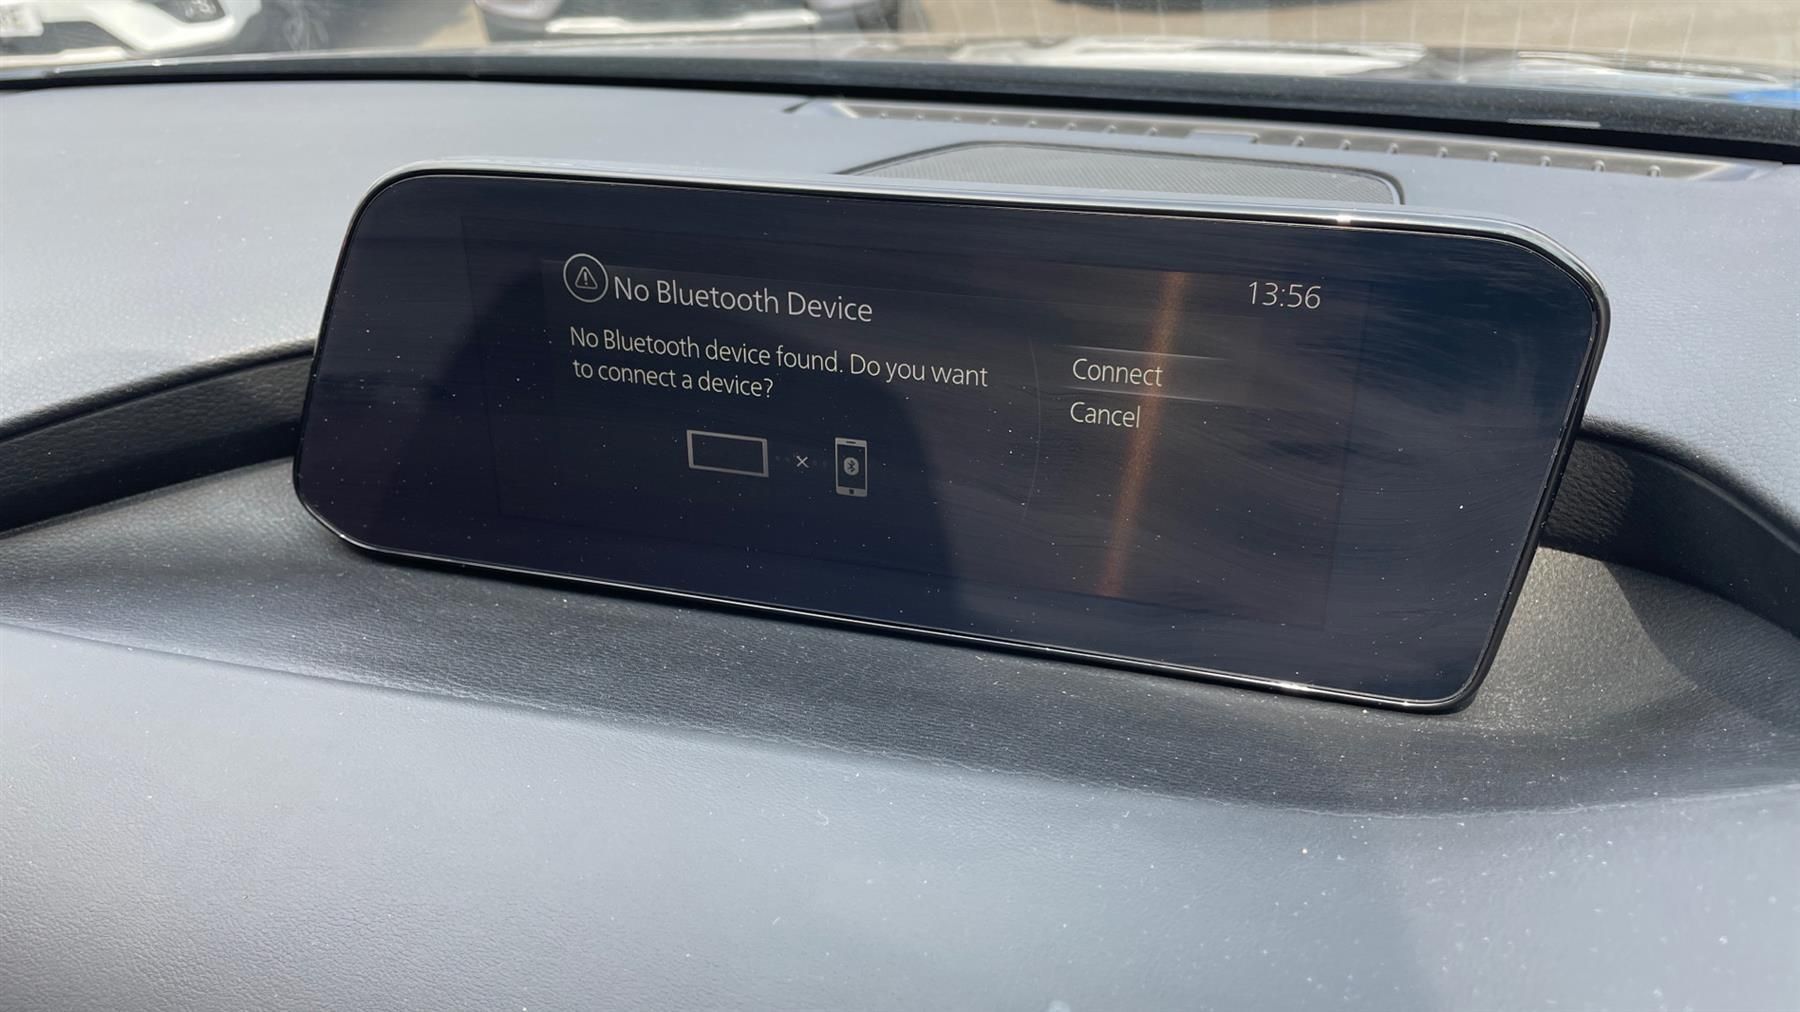 No Bluetooth Device
13:56
No Bluetooth device found. Do you want
to connect a device?
Connect
Cancel